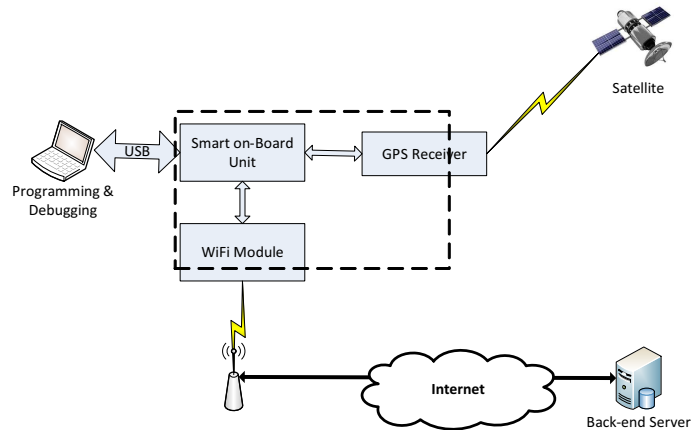 Satellite
Smart on-Board
Unit
GPS Receiver
USB
Programming &
Debugging
WiFi Module
Internet
Back-end Server